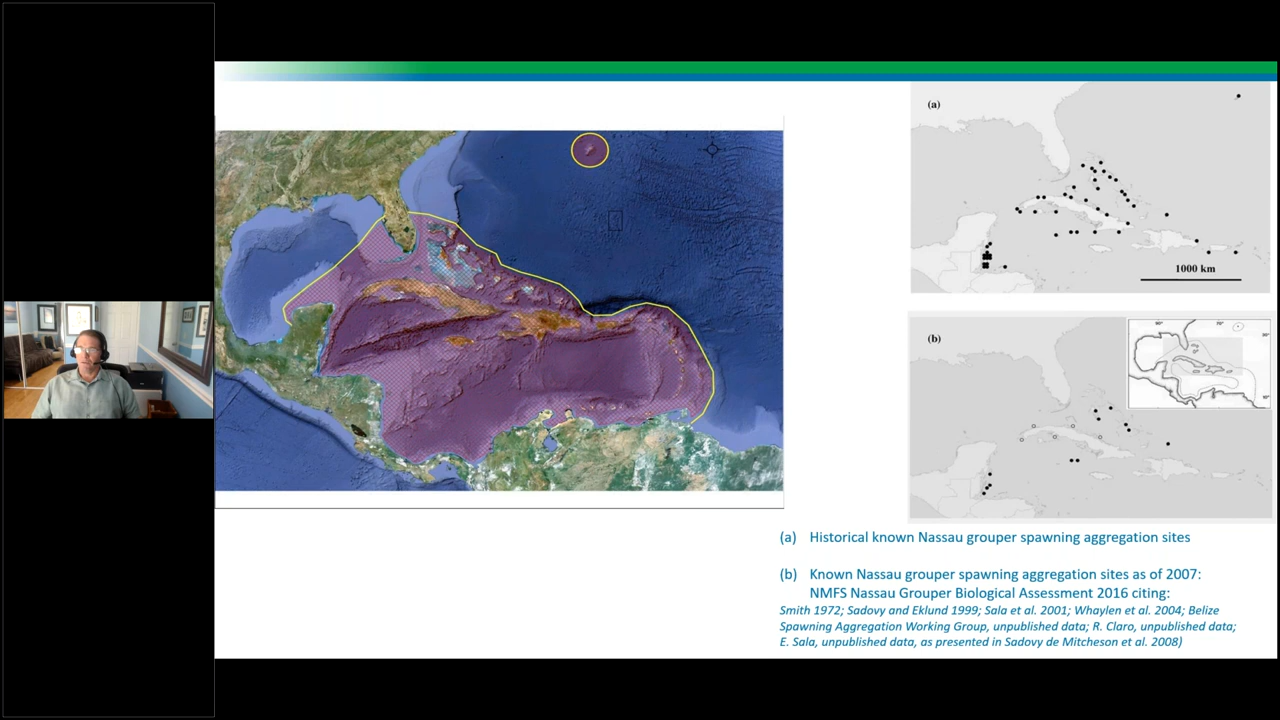 (a)
1000 km
(b)
(a) Historical known Nassau grouper spawning aggregation sites
(b) Known Nassau grouper spawning aggregation sites as of 2007:
NMFS Nassau Grouper Biological Assessment 2016 citing:
Smith 1972; Sadovy and Eklund 1999; Sala et al. 2001; Whaylen et al. 2004; Belize
Spawning Aggregation Working Group, unpublished data; R. Claro, unpublished data;
E. Sala, unpublished data, as presented in Sadovy de Mitcheson et al. 2008)